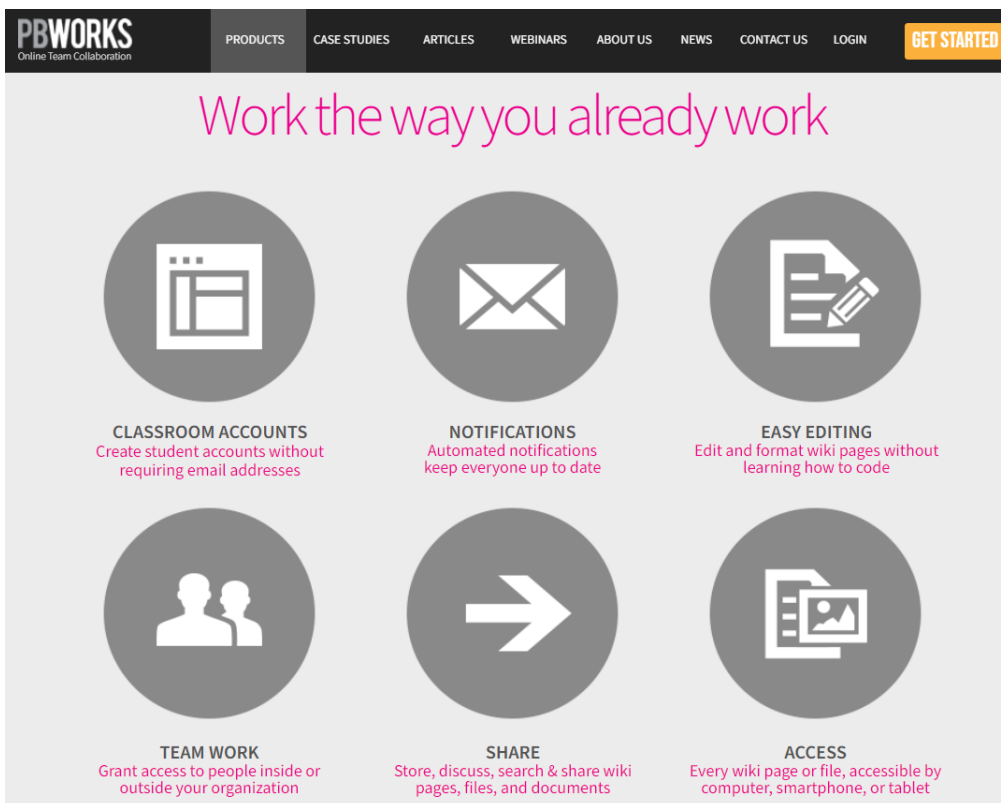 PBWORKS
Online Team Collaboration
PRODUCTS CASE STUDIES ARTICLES WEBINARS ABOUT US NEWS CONTACT US LOGIN GET STARTED
Work the way you already work
CLASSROOM ACCOUNTS
Create student accounts without
requiring email addresses
NOTIFICATIONS
Automated notifications
keep everyone up to date
EASY EDITING
Edit and format wiki pages without
learning how to code
TEAM WORK
Grant access to people inside or
outside your organization
SHARE
Store, discuss, search & share wiki
pages, files, and documents
ACCESS
Every wiki page or file, accessible by
computer, smartphone, or tablet